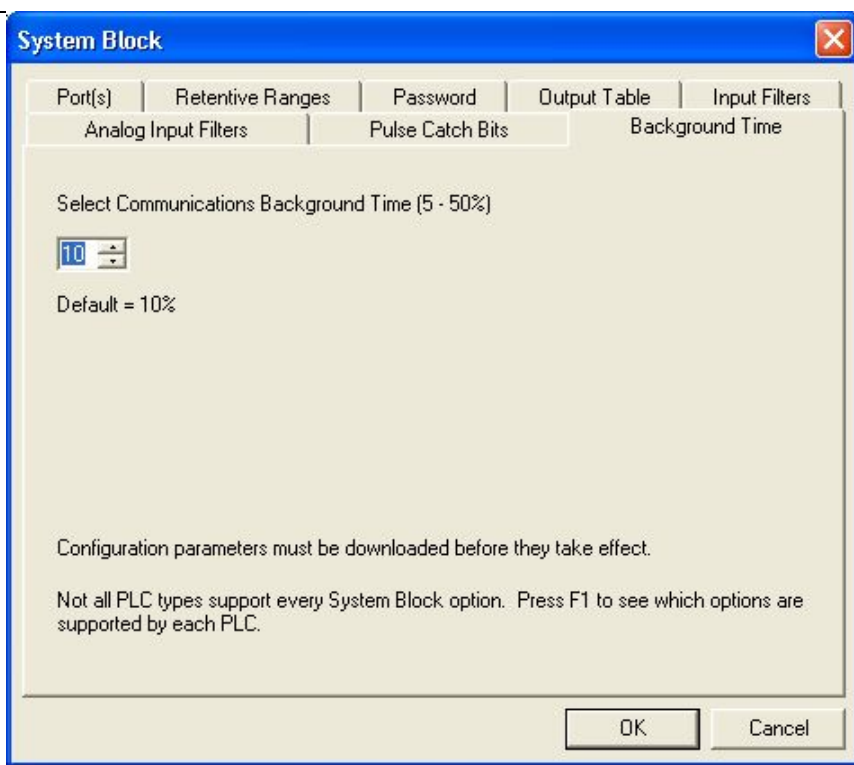 System Block
Port(s) Retentive Ranges Password Output Table Input Filters
Analog Input Filters Pulse Catch Bits Background Time
Select Communications Background Time (5 - 50%)
10
Default = 10%
Configuration parameters must be downloaded before they take effect.
Not all PLC types support every System Block option. Press F1 to see which options are
supported by each PLC.
OK Cancel